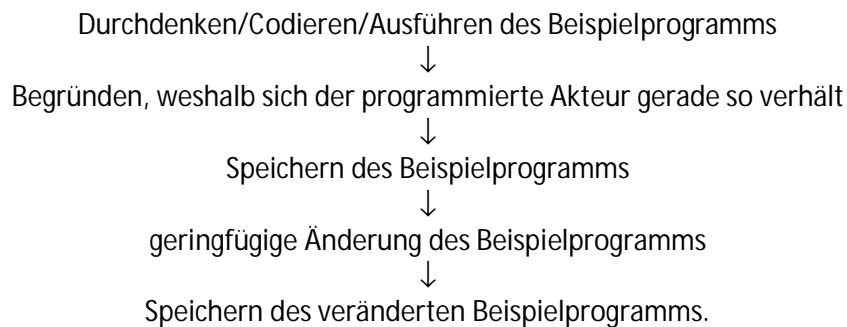 Durchdenken/Codieren/Ausführen des Beispielprogramms
↓
Begründen, weshalb sich der programmierte Akteur gerade so verhält
↓
Speichern des Beispielprogramms
↓
geringfügige Änderung des Beispielprogramms
↓
Speichern des veränderten Beispielprogramms.